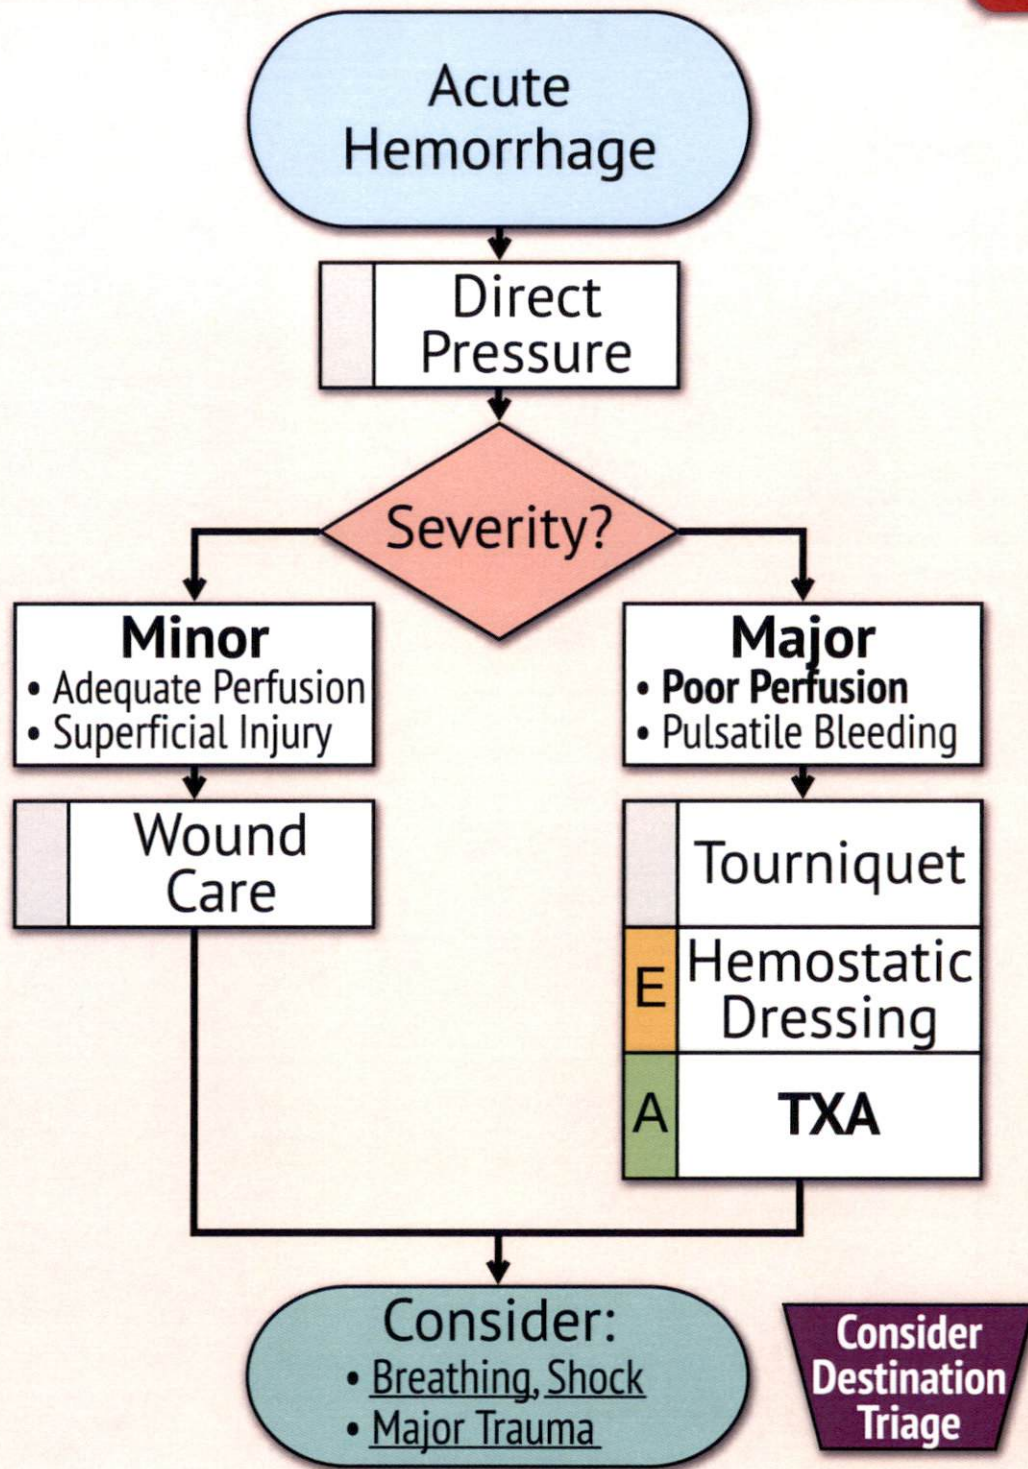 Acute
Hemorrhage
Direct
Pressure
Severity?
Minor
• Adequate Perfusion
• Superficial Injury
Major
• Poor Perfusion
• Pulsatile Bleeding
Wound
Care
Tourniquet
E
Hemostatic
Dressing
A
TXA
Consider:
• Breathing, Shock
• Major Trauma
Consider
Destination
Triage